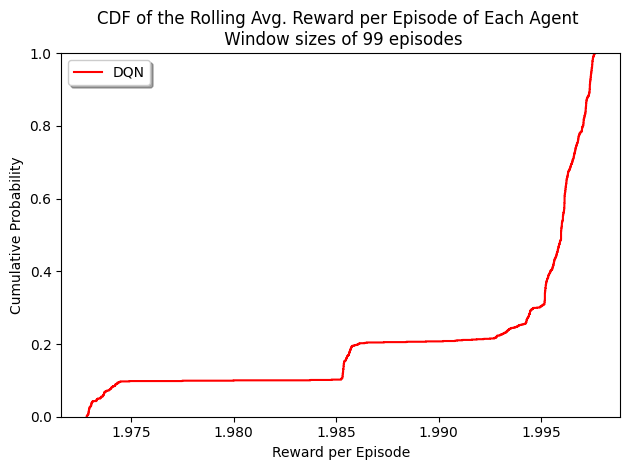 CDF of the Rolling Avg. Reward per Episode of Each Agent
Window sizes of 99 episodes
DQN
Cumulative Probability
1.0
0.8
0.6
0.4
0.2
0.0
1.975 1.980 1.985 1.990 1.995
Reward per Episode